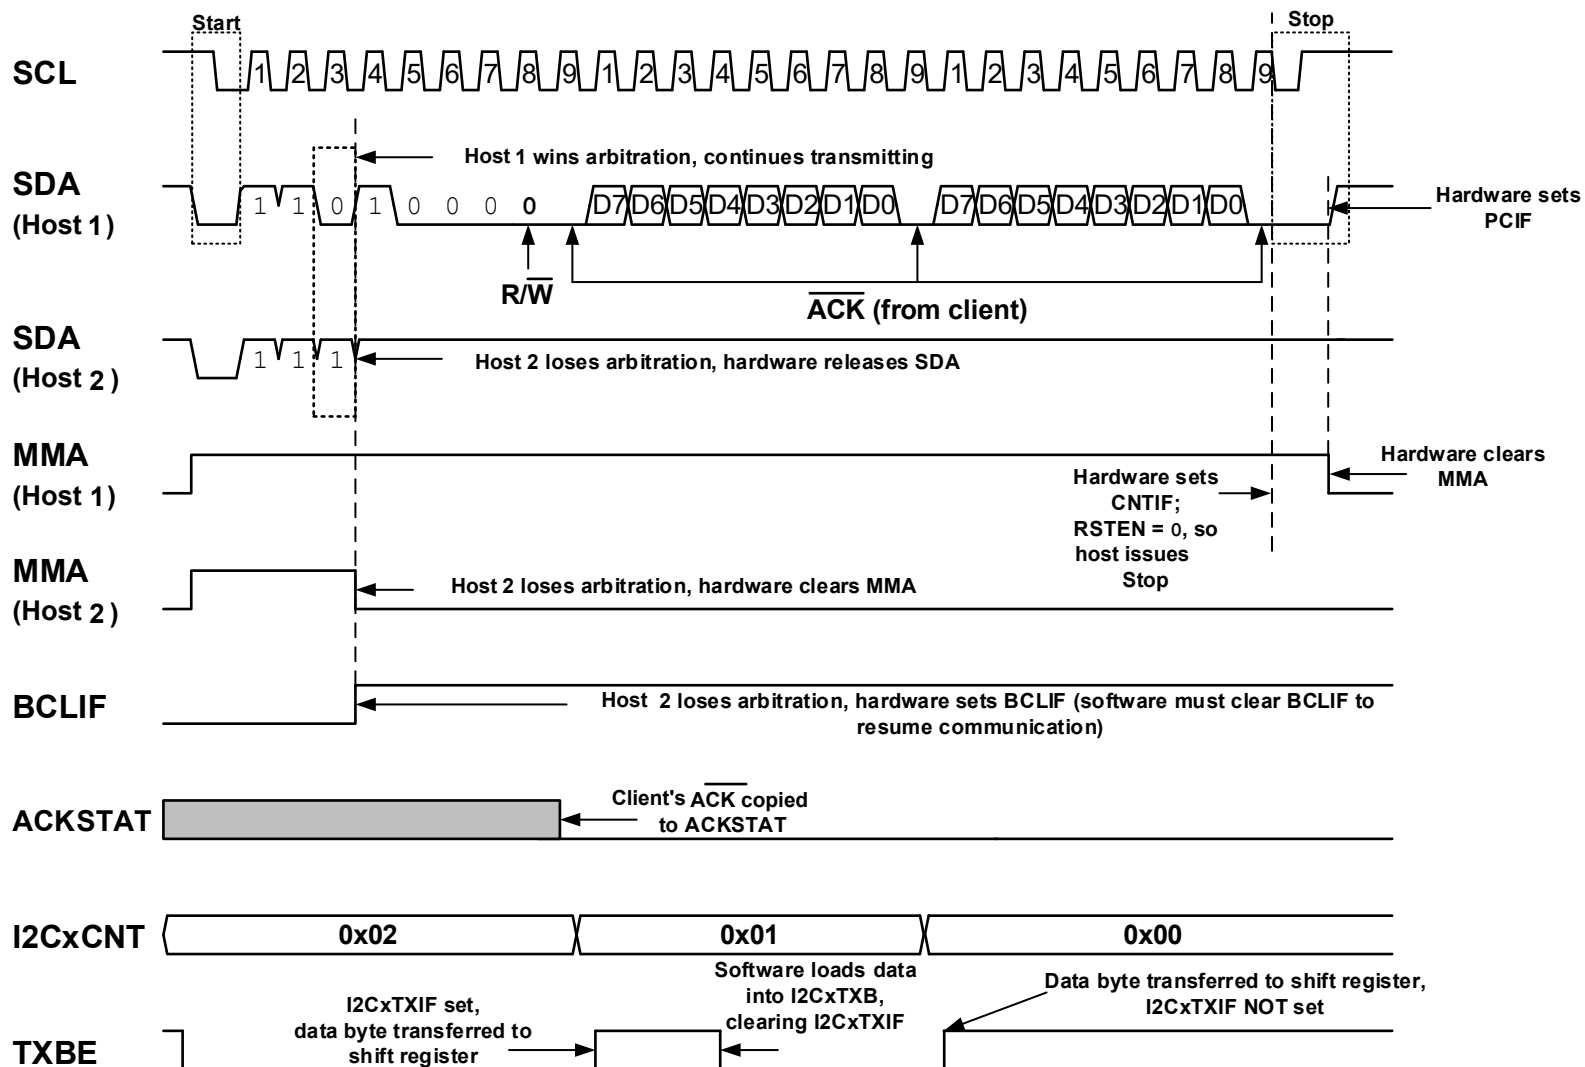 Start
Stop
SCL
1 2 3 4 5 6 7 8 9 1 2 3 4 5 6 7 8 9 1 2 3 4 5 6 7 8 9
Host 1 wins arbitration, continues transmitting
SDA
(Host 1)
1 1 0 1 0 0 0 0 D7 D6 D5 D4 D3 D2 D1 D0 D7 D6 D5 D4 D3 D2 D1 D0
Hardware sets
PCIF
R/W̅
A̅C̅K̅ (from client)
SDA
(Host 2 )
1 1 1
Host 2 loses arbitration, hardware releases SDA
MMA
(Host 1)
Hardware sets
CNTIF;
RSTEN = 0, so
host issues
Stop
Hardware clears
MMA
MMA
(Host 2 )
Host 2 loses arbitration, hardware clears MMA
BCLIF
Host 2 loses arbitration, hardware sets BCLIF (software must clear BCLIF to
resume communication)
ACKSTAT
Client's A̅C̅K̅ copied
to ACKSTAT
I2CxCNT
0x02 0x01 0x00
TXBE
I2CxTXIF set,
data byte transferred to
shift register
Software loads data
into I2CxTXB,
clearing I2CxTXIF
Data byte transferred to shift register,
I2CxTXIF NOT set